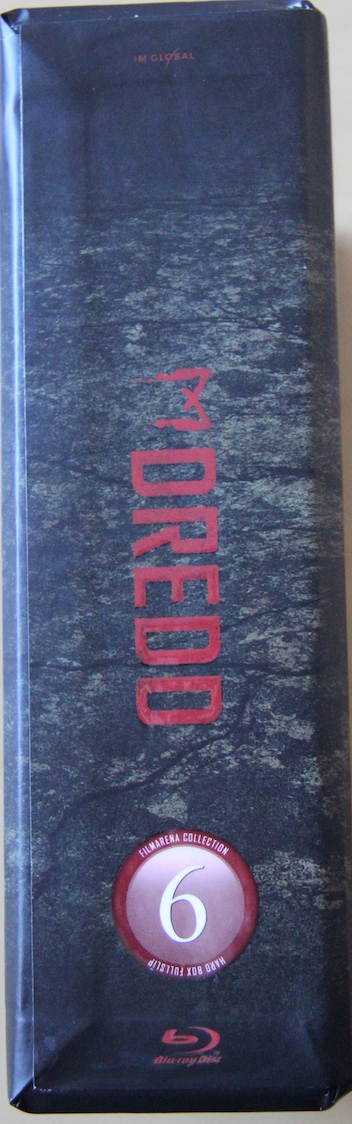 IM GLOBAL
DREDD
FILMARENA COLLECTION
6
HARD BOX FULLSLIP
Blu-ray Disc